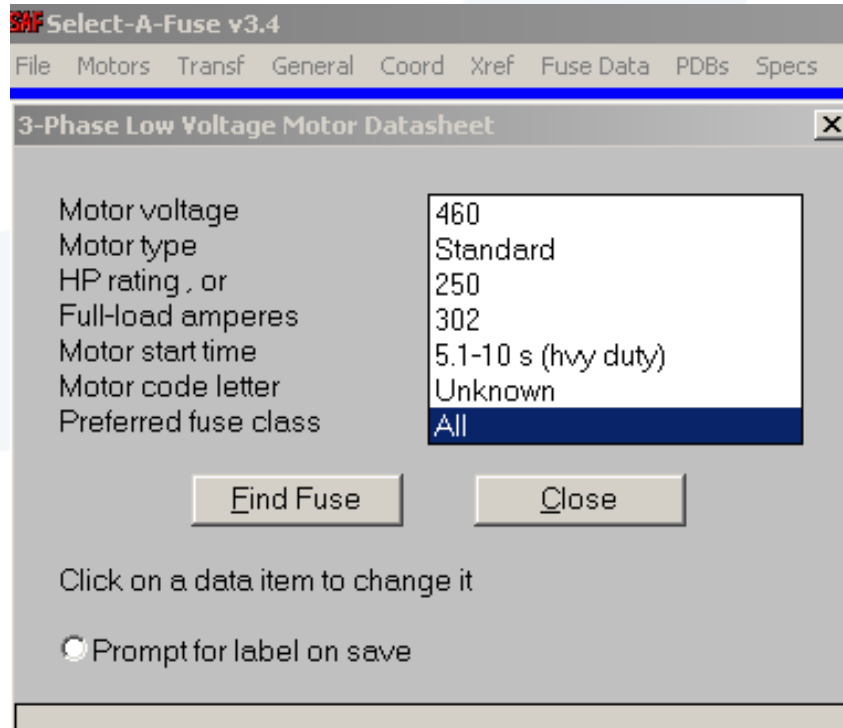 SAF Select-A-Fuse v3.4
File Motors Transf General Coord Xref Fuse Data PDBs Specs
3-Phase Low Voltage Motor Datasheet
Motor voltage 460
Motor type Standard
HP rating , or 250
Full-load amperes 302
Motor start time 5.1-10 s (hvy duty)
Motor code letter Unknown
Preferred fuse class All
Find Fuse Close
Click on a data item to change it
Prompt for label on save